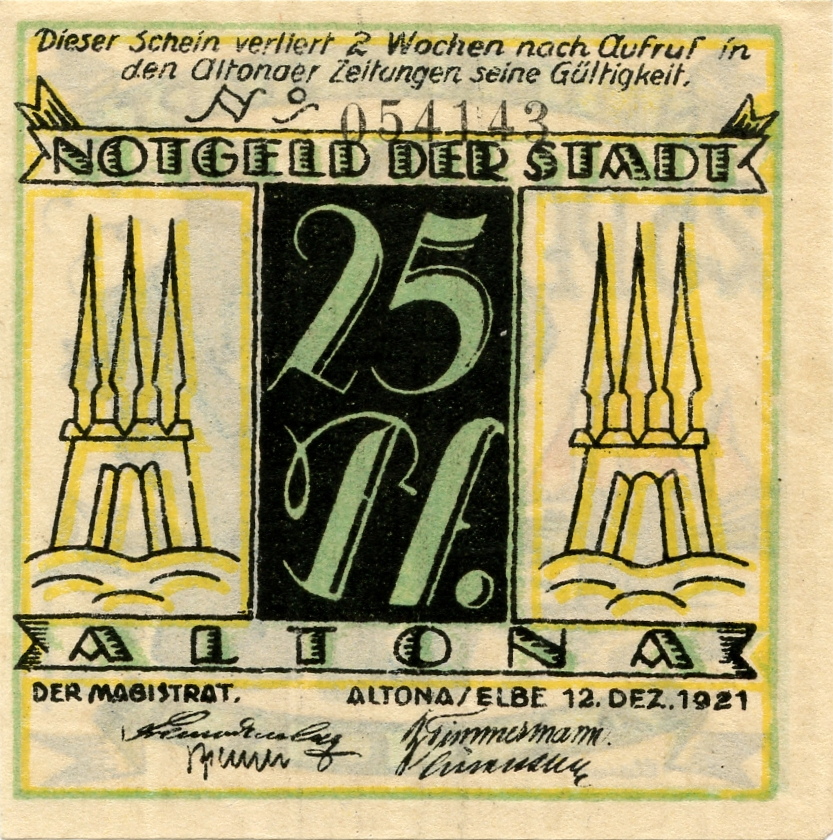 Dieser Schein verliert 2 Wochen nach Aufruf in
den Altonaer Zeitungen seine Gültigkeit.
No 054143
NOTGELD DER STADT
25
Pf.
ALTONA
DER MAGISTRAT. ALTONA/ELBE 12. DEZ. 1921